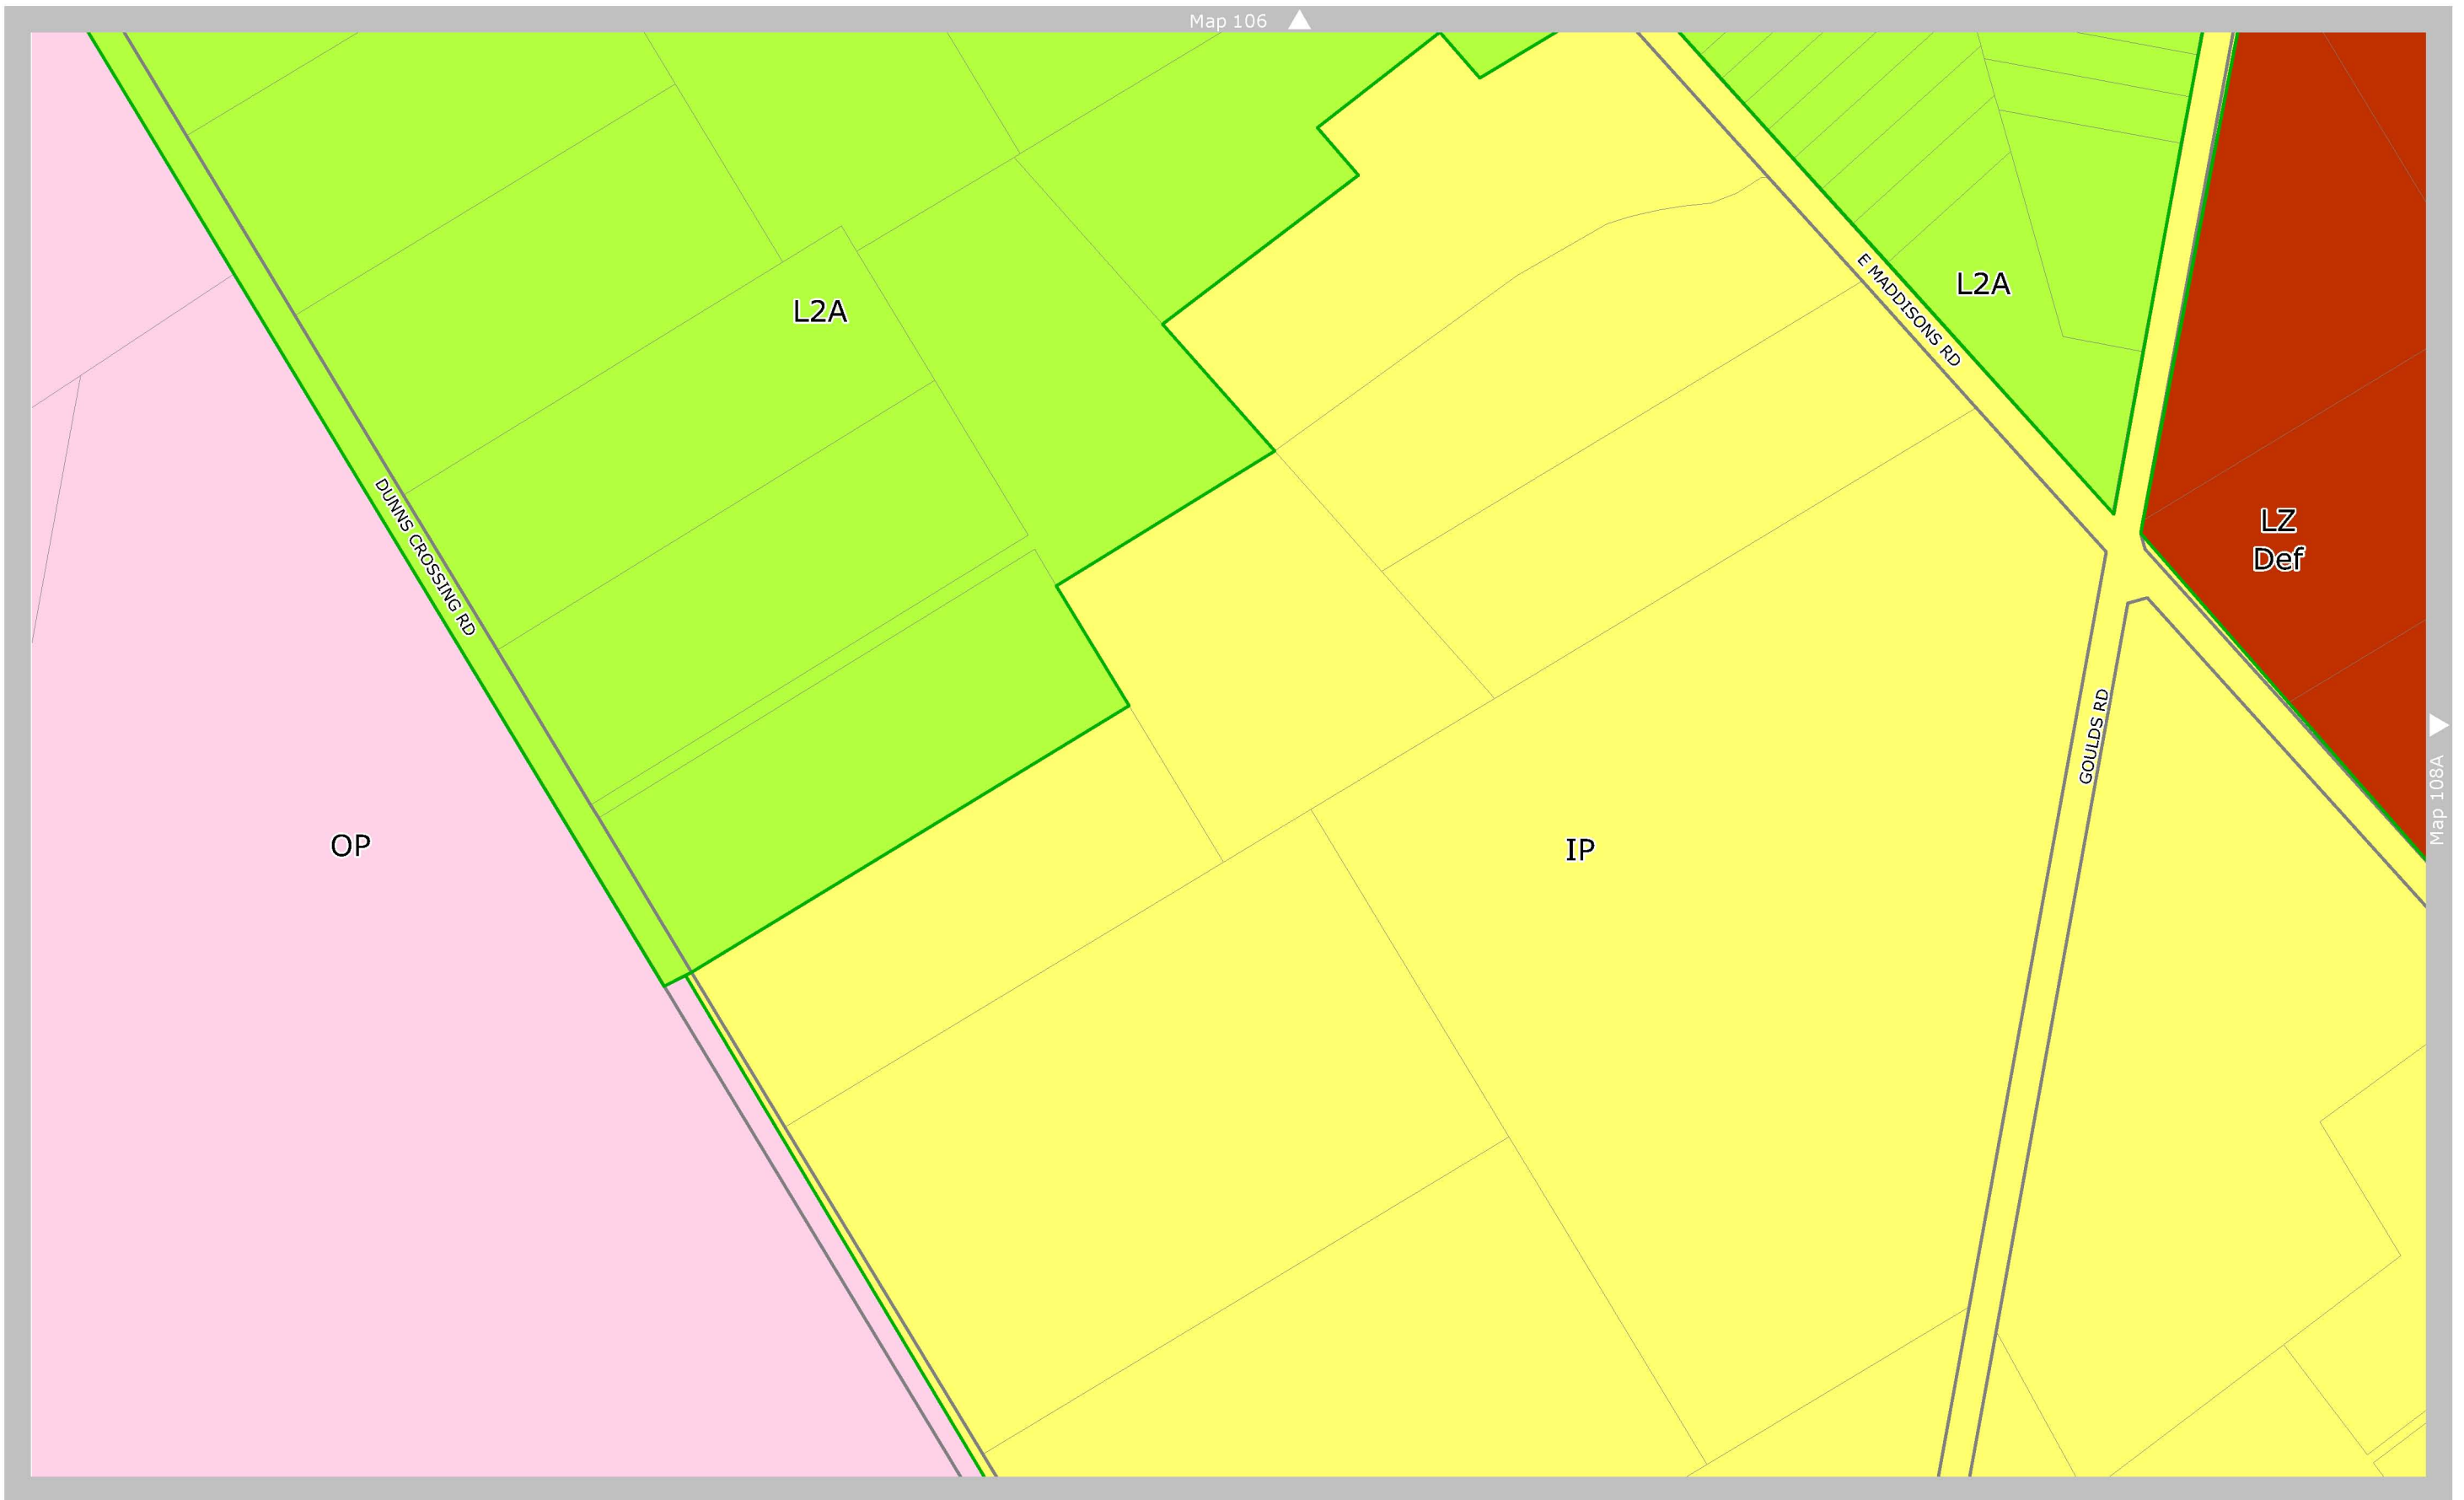 Map 106
E MADDISONS RD
L2A
L2A
DUNNS CROSSING RD
LZ
Def
GOULDS RD
Map 108A
OP
IP